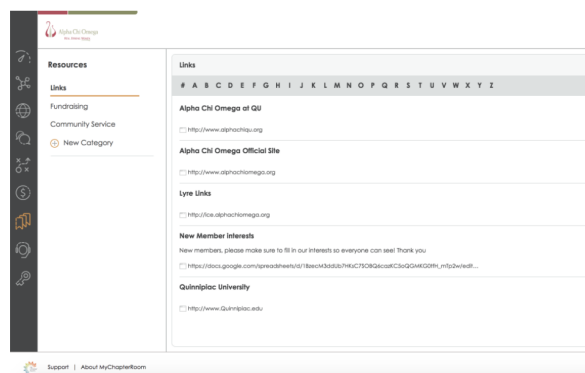 Alpha Chi Omega
Resources
Links
Fundraising
Community Service
New Category
Links
# A B C D E F G H I J K L M N O P Q R S T U V W X Y Z
Alpha Chi Omega at QU
http://www.alphachiqu.org
Alpha Chi Omega Official Site
http://www.alphachiomega.org
Lyre Links
http://ice.alphachiomega.org
New Member interests
New members, please make sure to fill in our interests so everyone can see! Thank you
Quinnipiac University
http://www.Quinnipiac.edu
Support | About MyChapterRoom